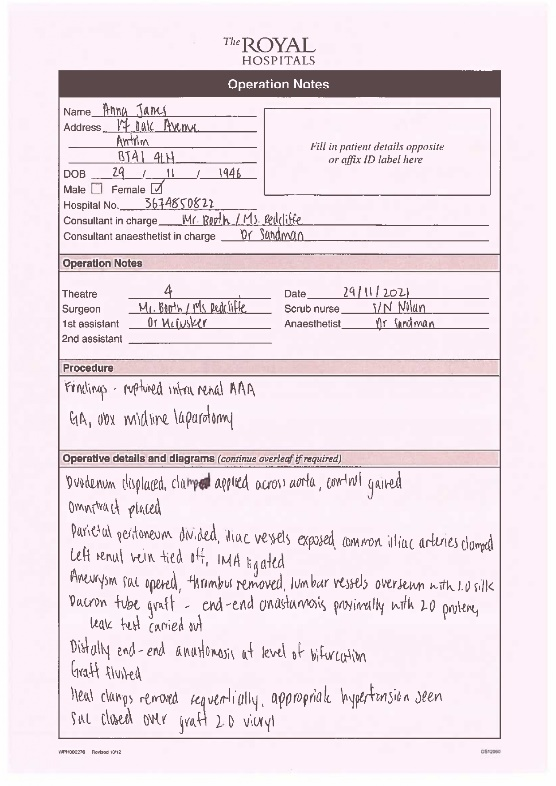 The ROYAL
HOSPITALS
Operation Notes
Name Anna James
Address 17 Oak Avenue
Antrim
BT41 4LH
DOB 29 / 11 / 1946
Male Female ✓
Hospital No. 3674850822
Consultant in charge Mr. Booth / Ms. Redcliffe
Consultant anaesthetist in charge Dr Sandman
Fill in patient details opposite
or affix ID label here
Operation Notes
Theatre 4
Date 29/11/2021
Surgeon Mr. Booth / Ms Redcliffe
Scrub nurse S/N Nolan
1st assistant Dr McCusker
Anaesthetist Dr Sandman
2nd assistant
Procedure
Findings - ruptured infra renal AAA
GA, abx midline laparotomy
Operative details and diagrams (continue overleaf if required)
Duodenum displaced, clamped applied across aorta, control gained
Omnitract placed
Parietal peritoneum divided, iliac vessels exposed, common illiac arteries clamped
Left renal vein tied off, IMA ligated
Aneurysm sac opened, thrombus removed, lumbar vessels oversewn with 1.0 silk
Dacron tube graft - end-end anastamosis proximally with 2.0 prolene,
leak test carried out
Distally end-end anastomosis at level of bifurcation
Graft flushed
clamps removed sequentially, appropriate hypertension seen
Sac closed over graft 2.0 vicryl
WPH000276 Revised 10/12